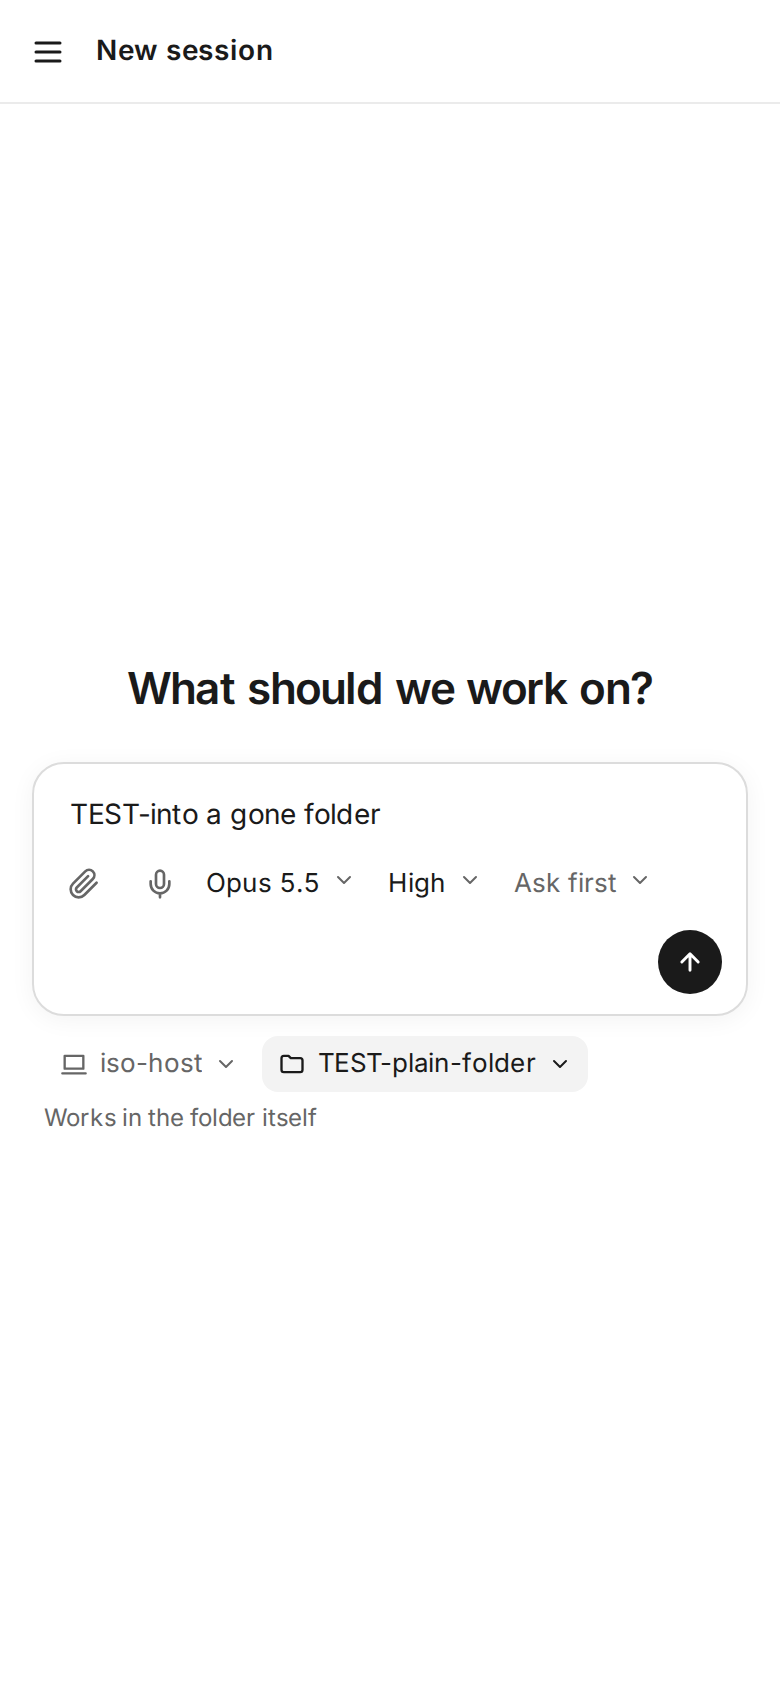 New session
What should we work on?
TEST-into a gone folder
Opus 5.5 High Ask first
iso-host TEST-plain-folder
Works in the folder itself